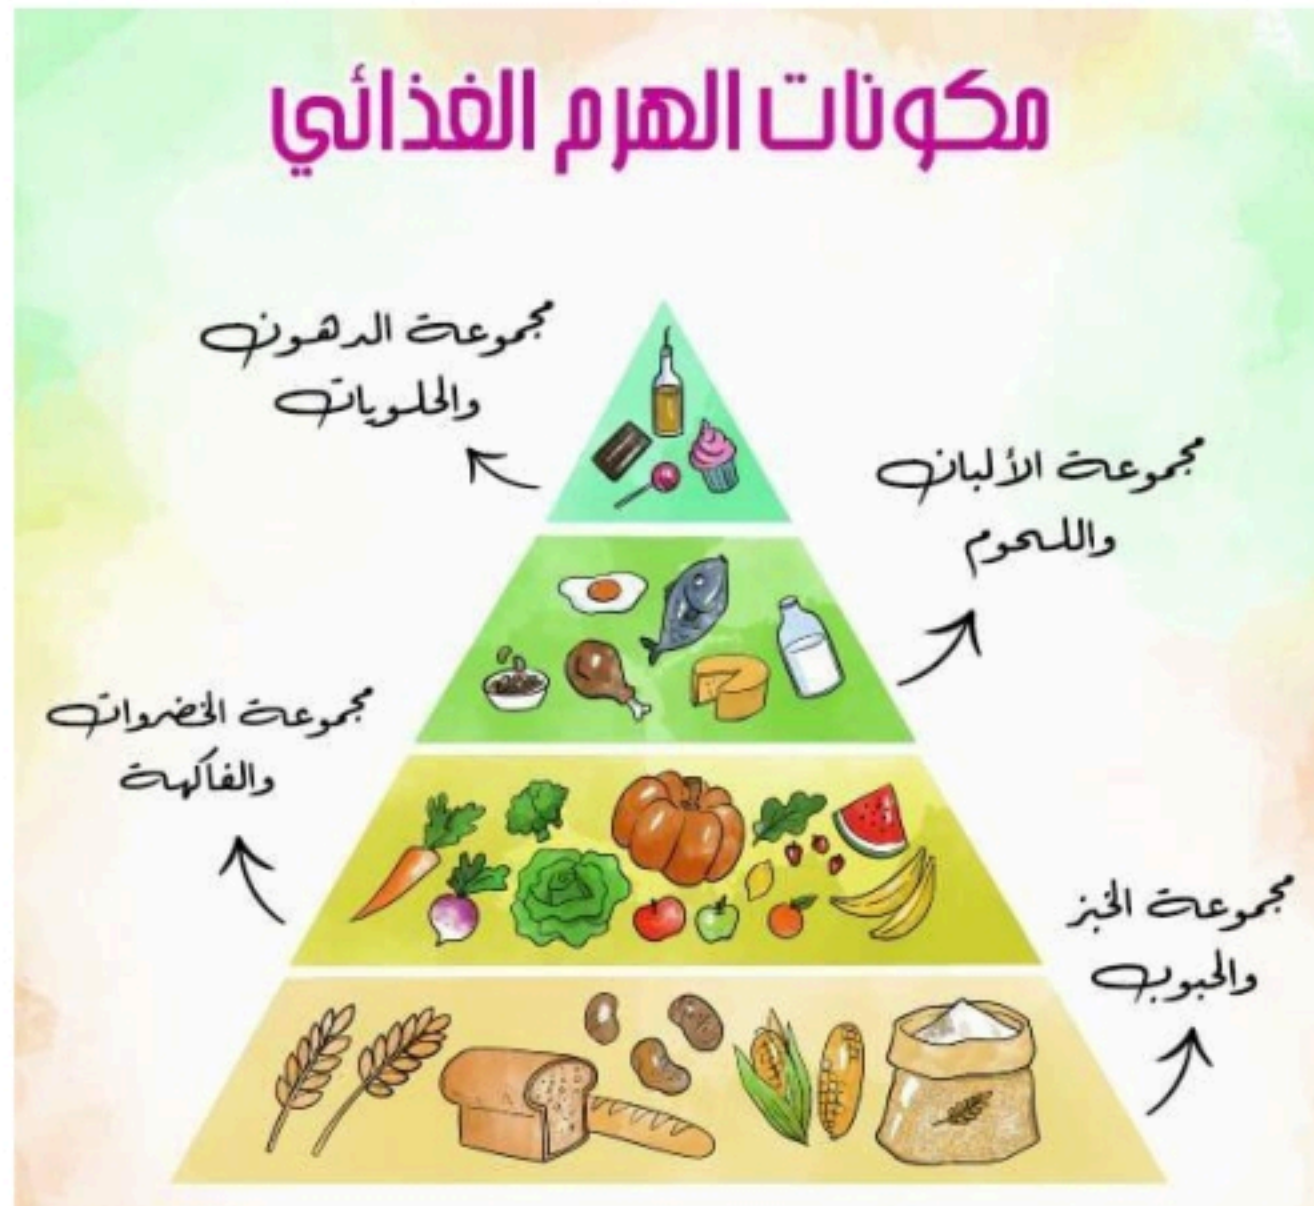 مكونات الهرم الغذائي
مجموعة الدهون
والحلويات
مجموعة الألبان
واللحوم
مجموعة الخضروات
والفاكهة
مجموعة الخبز
والحبوب